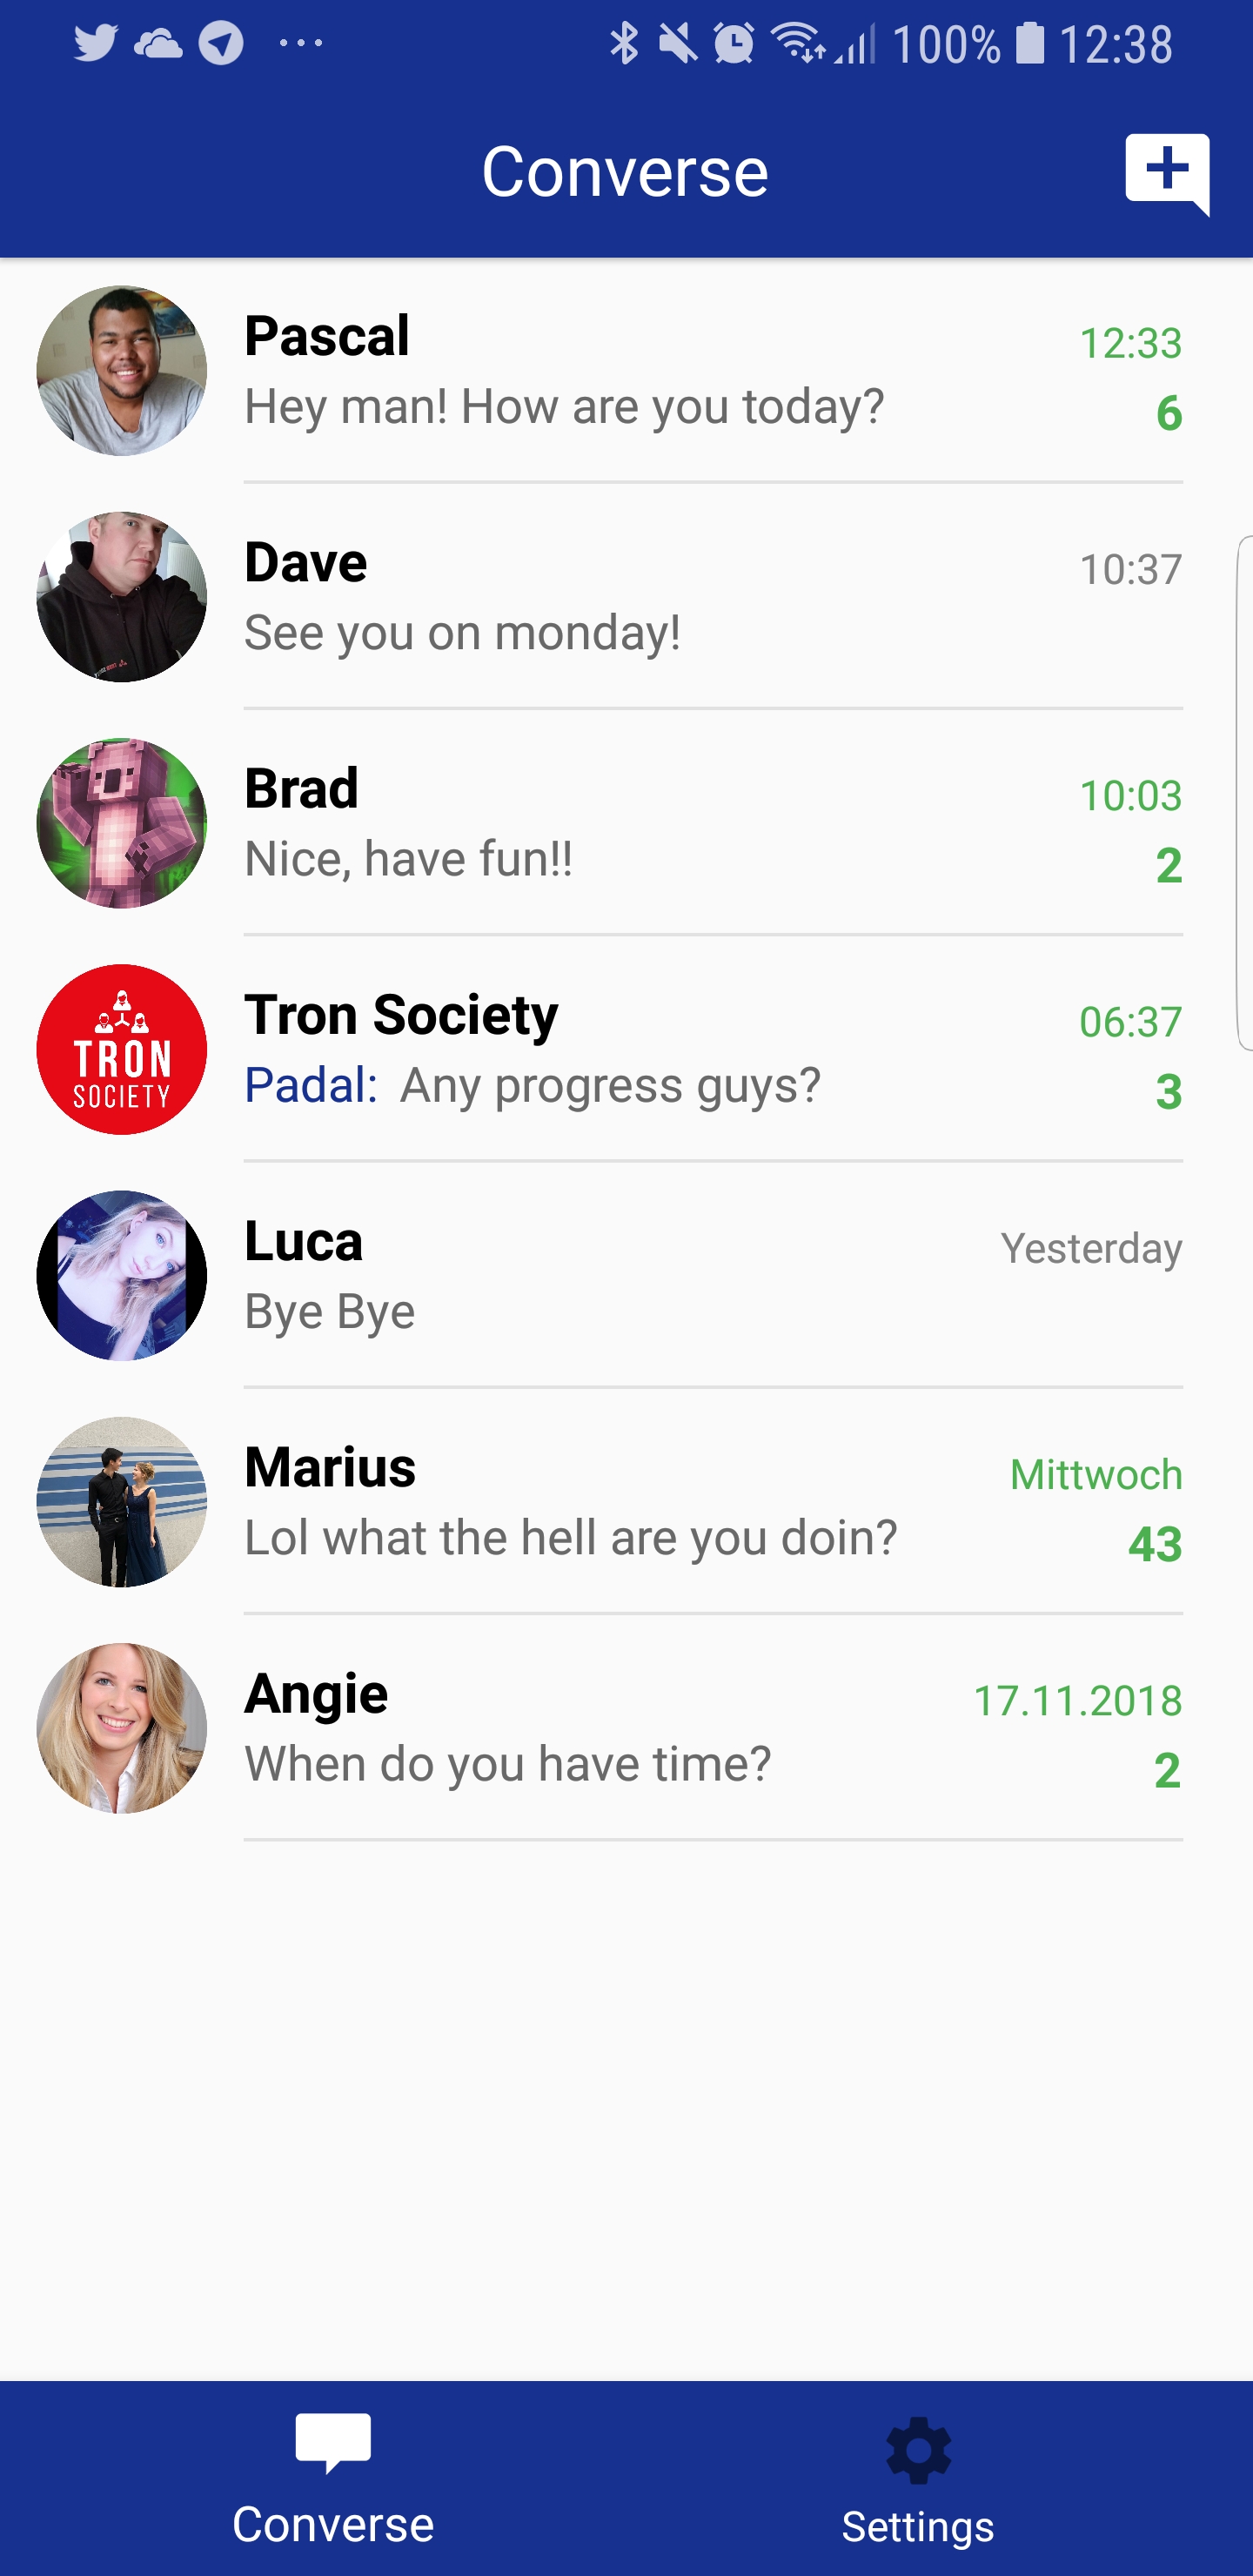 100% 12:38
Converse
Pascal 12:33
Hey man! How are you today? 6
Dave 10:37
See you on monday!
Brad 10:03
Nice, have fun!! 2
Tron Society 06:37
TRON
SOCIETY
Padal: Any progress guys? 3
Luca Yesterday
Bye Bye
Marius Mittwoch
Lol what the hell are you doin? 43
Angie 17.11.2018
When do you have time? 2
Converse Settings